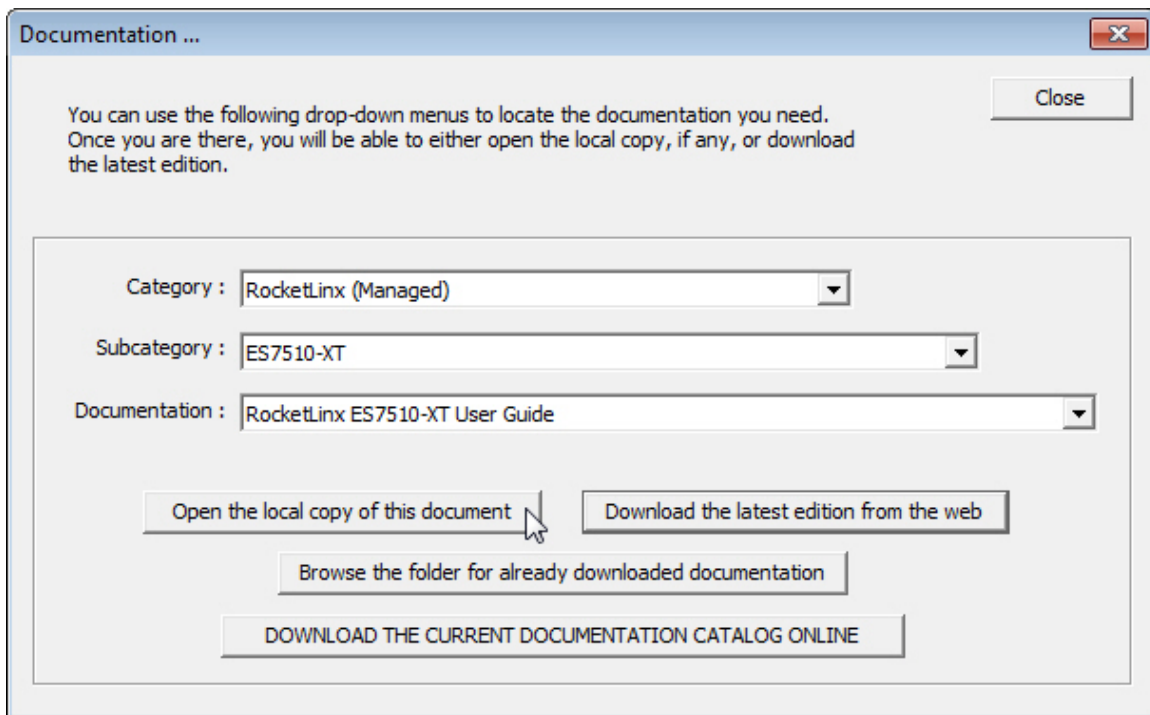 Documentation ...
Close
You can use the following drop-down menus to locate the documentation you need.
Once you are there, you will be able to either open the local copy, if any, or download
the latest edition.
Category : RocketLinx (Managed)
Subcategory : ES7510-XT
Documentation : RocketLinx ES7510-XT User Guide
Open the local copy of this document Download the latest edition from the web
Browse the folder for already downloaded documentation
DOWNLOAD THE CURRENT DOCUMENTATION CATALOG ONLINE